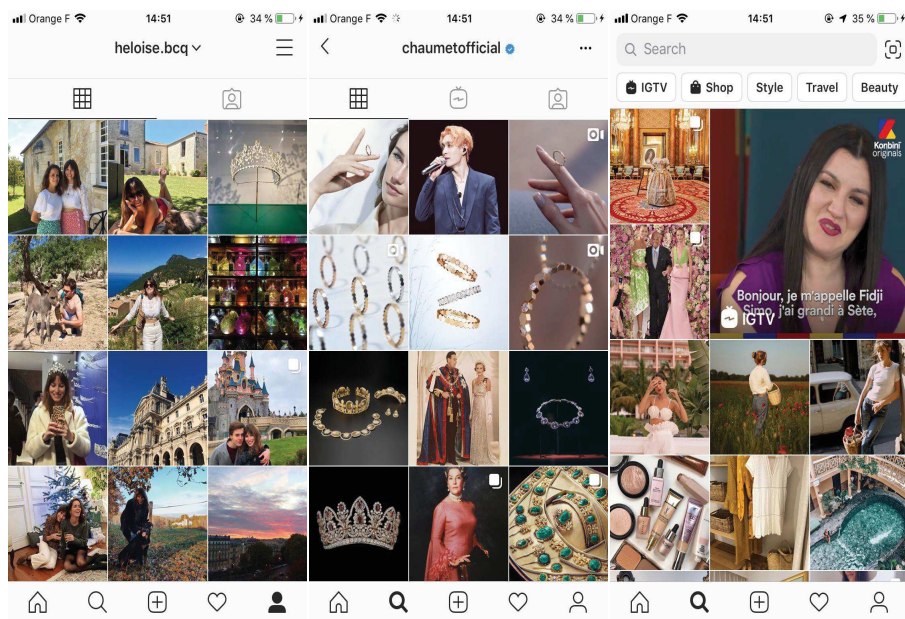 Orange F 14:51 34 %
heloise.bcq
Orange F 14:51 34 %
chaumetofficial
...
Orange F 14:51 35 %
Search
IGTV Shop Style Travel Beauty
Konbini
originals
Bonjour, je m'appelle Fidji
Simo, j'ai grandi à Sète,
IGTV